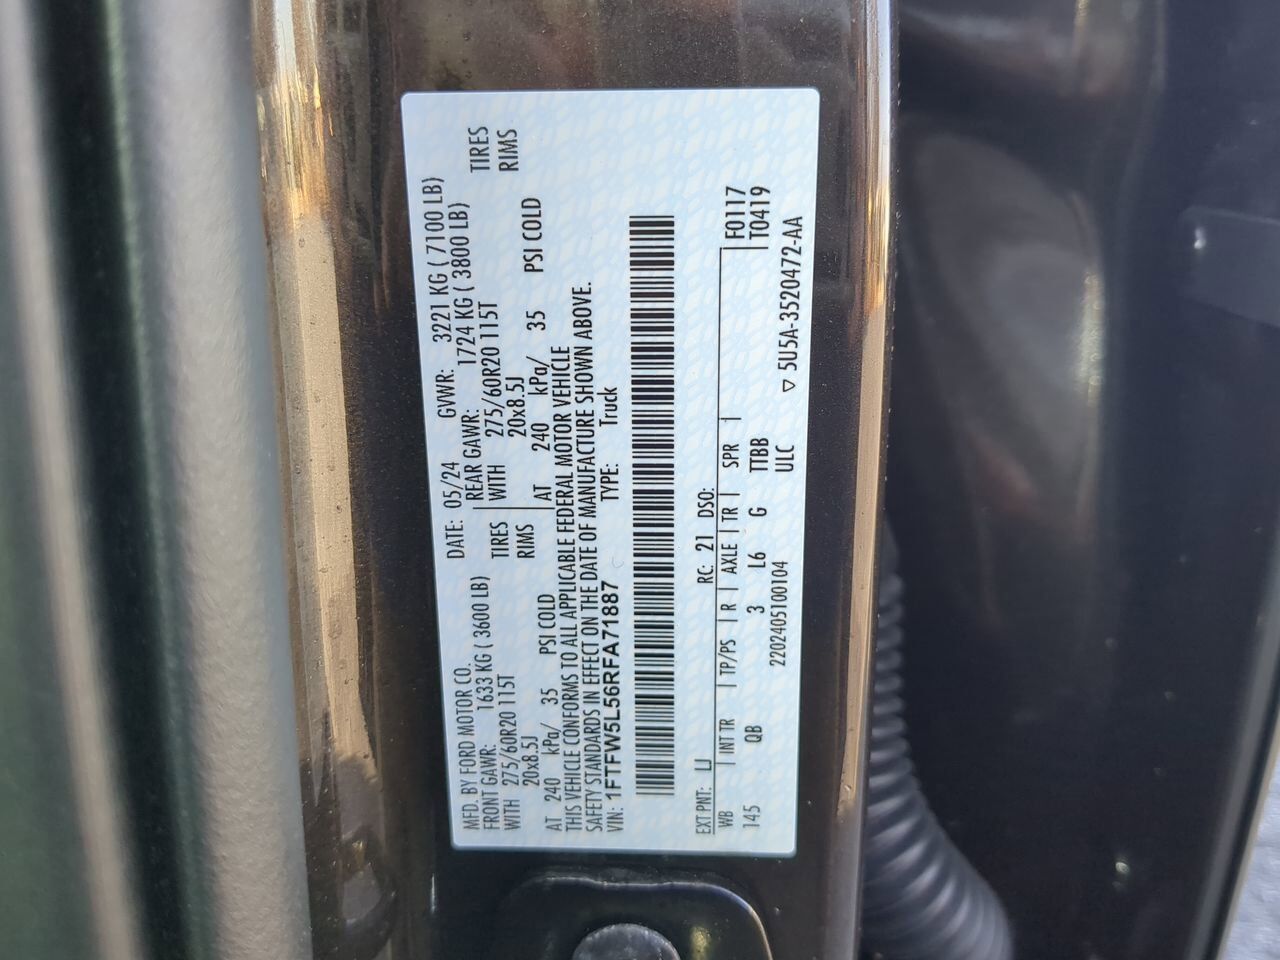 MFD. BY FORD MOTOR CO. DATE: 05/24 GVWR: 3221 KG ( 7100 LB)
FRONT GAWR: 1633 KG ( 3600 LB) REAR GAWR: 1724 KG ( 3800 LB)
WITH 275/60R20 115T TIRES WITH 275/60R20 115T TIRES
20x8.5J RIMS 20x8.5J RIMS
AT 240 kPa/ 35 PSI COLD AT 240 kPa/ 35 PSI COLD
THIS VEHICLE CONFORMS TO ALL APPLICABLE FEDERAL MOTOR VEHICLE
SAFETY STANDARDS IN EFFECT ON THE DATE OF MANUFACTURE SHOWN ABOVE.
VIN: 1FTFW5L56RFA71887 TYPE: Truck
EXT PNT: LJ RC: 21 DSO:
WB INT TR TP/PS R AXLE TR SPR F0117
145 QB 3 L6 G TTBB T0419
2202405100104 ULC ▽ 5U5A-3520472-AA